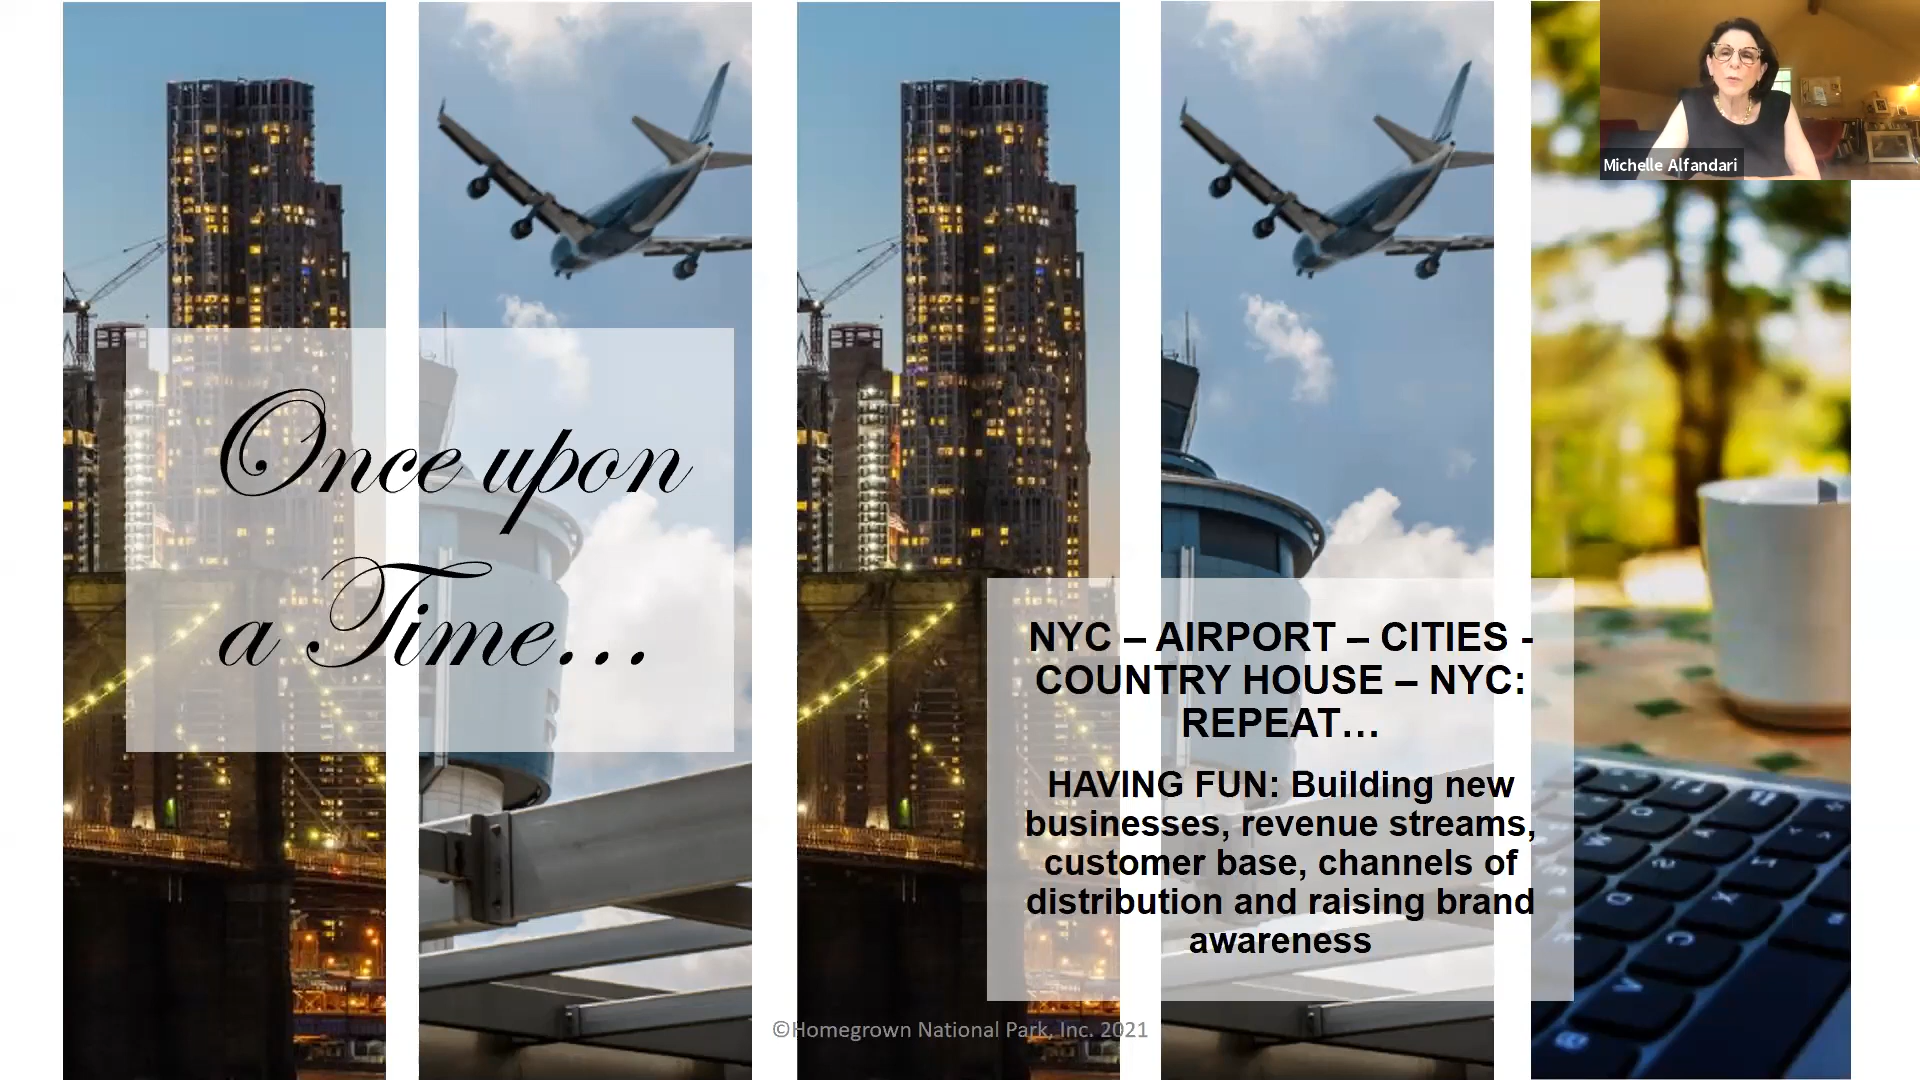 Michelle Alfandari
Once upon
a Time...
NYC – AIRPORT – CITIES -
COUNTRY HOUSE – NYC:
REPEAT…
HAVING FUN: Building new
businesses, revenue streams,
customer base, channels of
distribution and raising brand
awareness
©Homegrown National Park, Inc. 2021